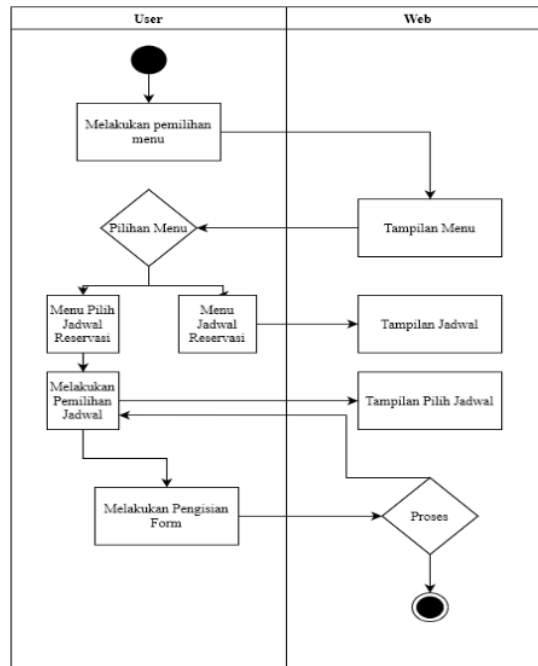 User
Web
Melakukan pemilihan
menu
Pilihan Menu
Tampilan Menu
Menu Pilih
Jadwal
Reservasi
Menu
Jadwal
Reservasi
Tampilan Jadwal
Melakukan
Pemilihan
Jadwal
Tampilan Pilih Jadwal
Melakukan Pengisian
Form
Proses